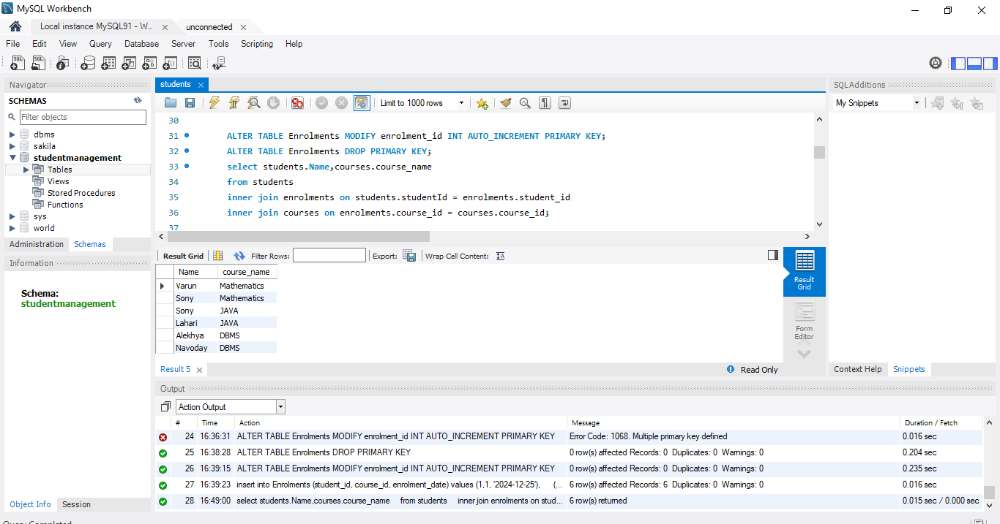 MySQL Workbench
Local instance MySQL91 - W... unconnected
File Edit View Query Database Server Tools Scripting Help
Navigator
SCHEMAS
Filter objects
dbms
sakila
studentmanagement
Tables
Views
Stored Procedures
Functions
sys
world
Administration Schemas
Information
Schema:
studentmanagement
Object Info Session
students
Limit to 1000 rows
30
31 ALTER TABLE Enrolments MODIFY enrolment_id INT AUTO_INCREMENT PRIMARY KEY;
32 ALTER TABLE Enrolments DROP PRIMARY KEY;
33 select students.Name,courses.course_name
34 from students
35 inner join enrolments on students.studentId = enrolments.student_id
36 inner join courses on enrolments.course_id = courses.course_id;
37
Result Grid Filter Rows: Export: Wrap Cell Content:
Name course_name
Varun Mathematics
Sony Mathematics
Sony JAVA
Lahari JAVA
Alekhya DBMS
Navoday DBMS
Result
Grid
Form
Editor
Result 5 Read Only
SQLAdditions
My Snippets
Context Help Snippets
Output
Action Output
# Time Action Message Duration / Fetch
24 16:36:31 ALTER TABLE Enrolments MODIFY enrolment_id INT AUTO_INCREMENT PRIMARY KEY Error Code: 1068. Multiple primary key defined 0.016 sec
25 16:38:28 ALTER TABLE Enrolments DROP PRIMARY KEY 0 row(s) affected Records: 0 Duplicates: 0 Warnings: 0 0.204 sec
26 16:39:15 ALTER TABLE Enrolments MODIFY enrolment_id INT AUTO_INCREMENT PRIMARY KEY 0 row(s) affected Records: 0 Duplicates: 0 Warnings: 0 0.235 sec
27 16:39:23 insert into Enrolments (student_id, course_id, enrolment_date) values (1,1, '2024-12-25'), (... 6 row(s) affected Records: 6 Duplicates: 0 Warnings: 0 0.016 sec
28 16:49:00 select students.Name,courses.course_name from students inner join enrolments on stud... 6 row(s) returned 0.015 sec / 0.000 sec
Query Completed